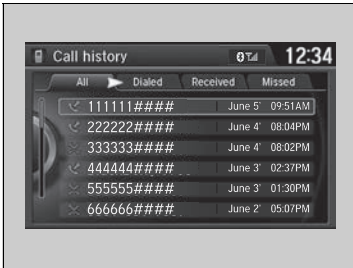 Call history 12:34
All Dialed Received Missed
111111#### June 5' 09:51AM
222222#### June 4' 08:04PM
333333#### June 4' 08:02PM
444444#### June 3' 02:37PM
555555#### June 3' 01:30PM
666666#### June 2' 05:07PM